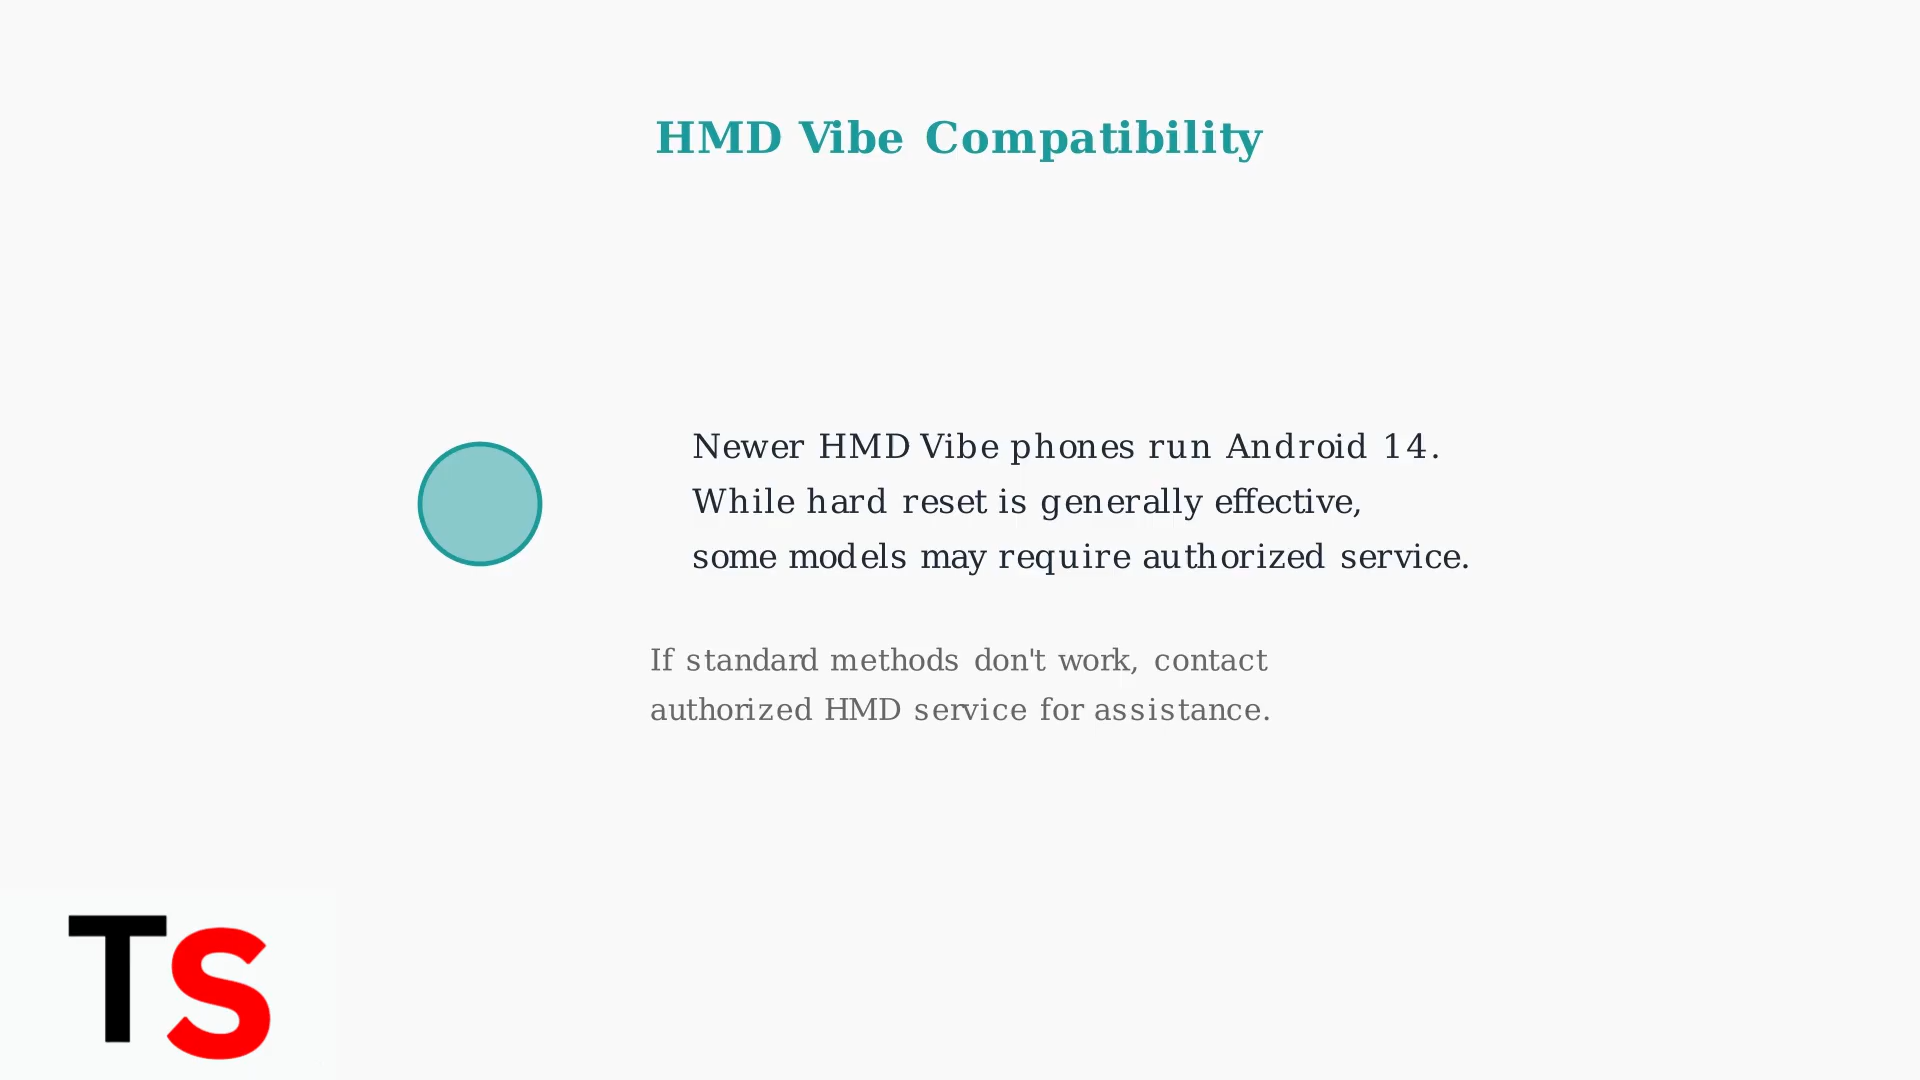 HMD Vibe Compatibility
Newer HMD Vibe phones run Android 14.
While hard reset is generally effective,
some models may require authorized service.
If standard methods don't work, contact
authorized HMD service for assistance.
TS